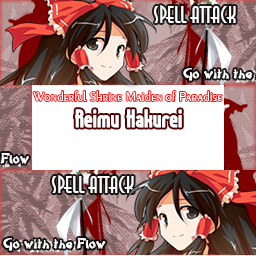 SPELL ATTACK
Go with the
Wonderful Shrine Maiden of Paradise
Reimu Hakurei
Flow
SPELL ATTACK
Go with the Flow